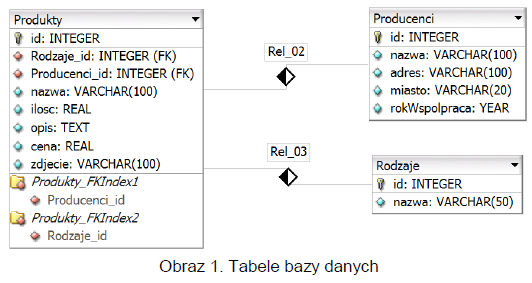 Produkty
id: INTEGER
Rodzaje_id: INTEGER (FK)
Producenci_id: INTEGER (FK)
nazwa: VARCHAR(100)
ilosc: REAL
opis: TEXT
cena: REAL
zdjecie: VARCHAR(100)
Produkty_FKIndex1
Producenci_id
Produkty_FKIndex2
Rodzaje_id
Rel_02
Rel_03
Producenci
id: INTEGER
nazwa: VARCHAR(100)
adres: VARCHAR(100)
miasto: VARCHAR(20)
rokWspolpraca: YEAR
Rodzaje
id: INTEGER
nazwa: VARCHAR(50)
Obraz 1. Tabele bazy danych